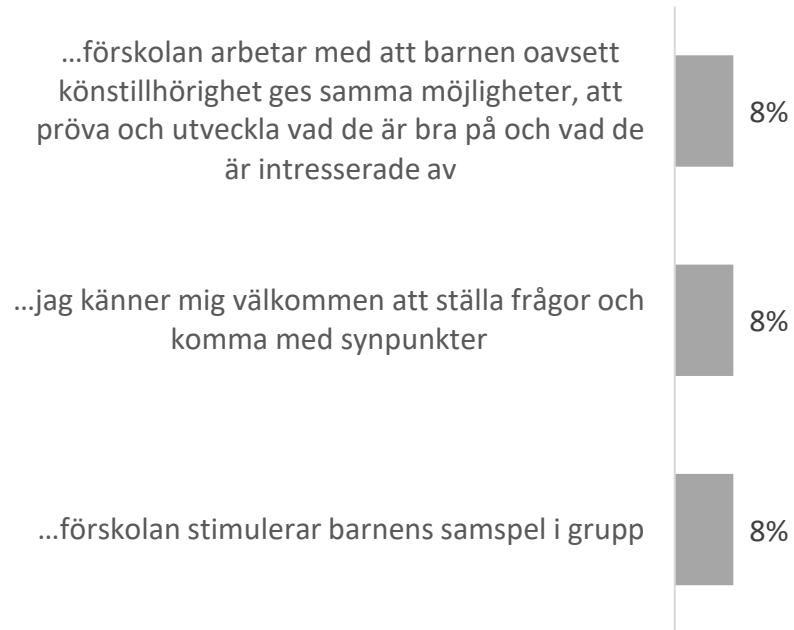 ...förskolan arbetar med att barnen oavsett
könstillhörighet ges samma möjligheter, att
pröva och utveckla vad de är bra på och vad de
är intresserade av
8%
...jag känner mig välkommen att ställa frågor och
komma med synpunkter
8%
...förskolan stimulerar barnens samspel i grupp
8%